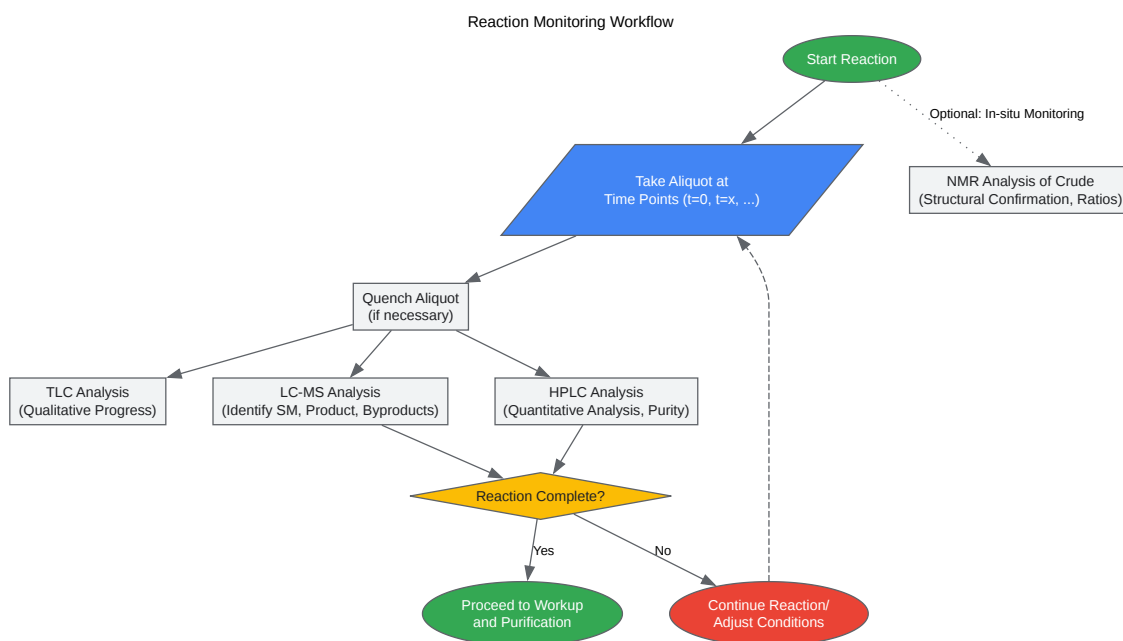 Reaction Monitoring Workflow
Start Reaction
Optional: In-situ Monitoring
Take Aliquot at
Time Points (t=0, t=x, ...)
NMR Analysis of Crude
(Structural Confirmation, Ratios)
Quench Aliquot
(if necessary)
TLC Analysis
(Qualitative Progress)
LC-MS Analysis
(Identify SM, Product, Byproducts)
HPLC Analysis
(Quantitative Analysis, Purity)
Reaction Complete?
Yes
No
Proceed to Workup
and Purification
Continue Reaction/
Adjust Conditions